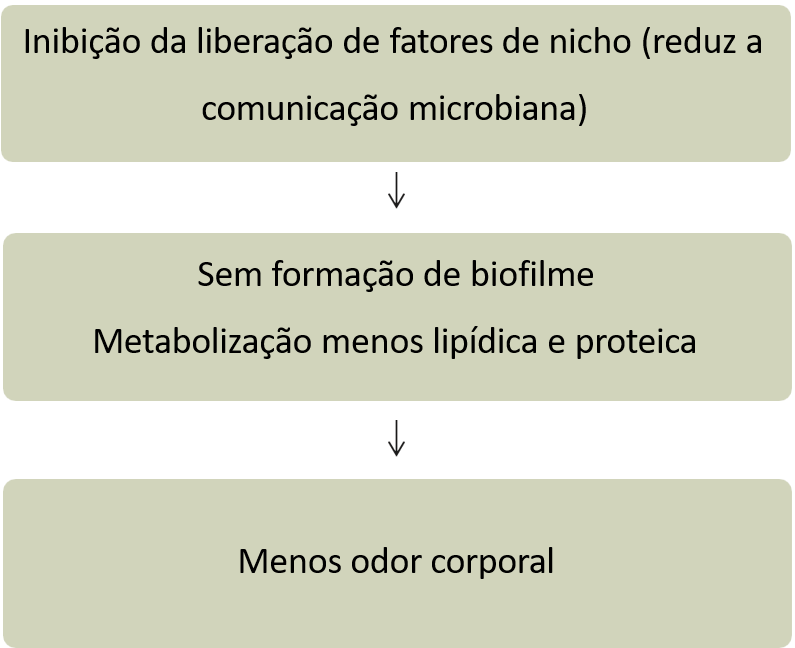 Inibição da liberação de fatores de nicho (reduz a
comunicação microbiana)
Sem formação de biofilme
Metabolização menos lipídica e proteica
Menos odor corporal